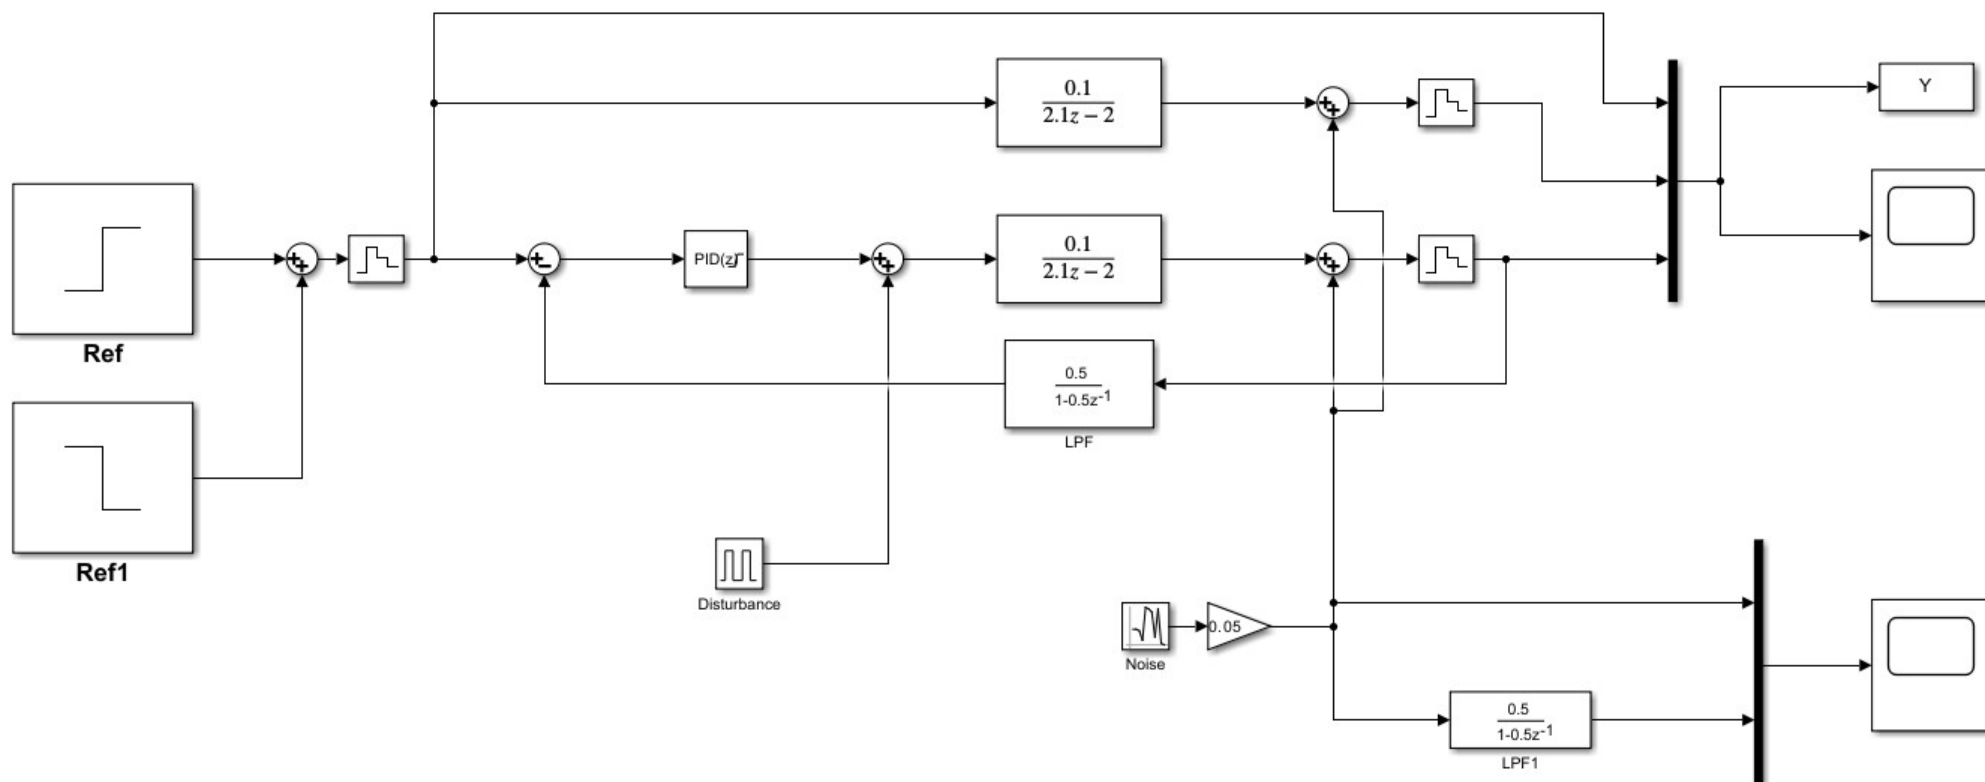 0.1
2.1z − 2
Y
Ref
PID(z)
0.1
2.1z − 2
0.5
1-0.5z-1
LPF
Ref1
Disturbance
Noise
0.05
0.5
1-0.5z-1
LPF1